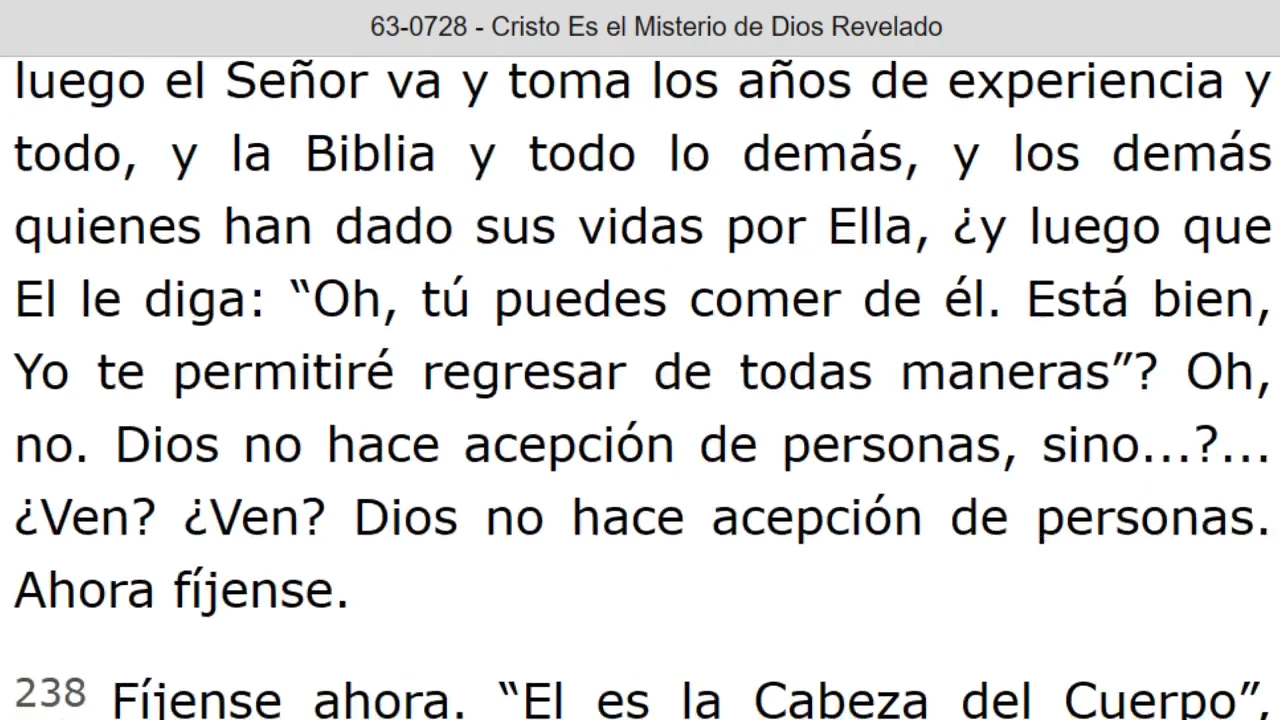 63-0728 - Cristo Es el Misterio de Dios Revelado
luego el Señor va y toma los años de experiencia y
todo, y la Biblia y todo lo demás, y los demás
quienes han dado sus vidas por Ella, ¿y luego que
El le diga: “Oh, tú puedes comer de él. Está bien,
Yo te permitiré regresar de todas maneras”? Oh,
no. Dios no hace acepción de personas, sino...?...
¿Ven? ¿Ven? Dios no hace acepción de personas.
Ahora fíjense.
238 Fíjense ahora. “El es la Cabeza del Cuerpo”,